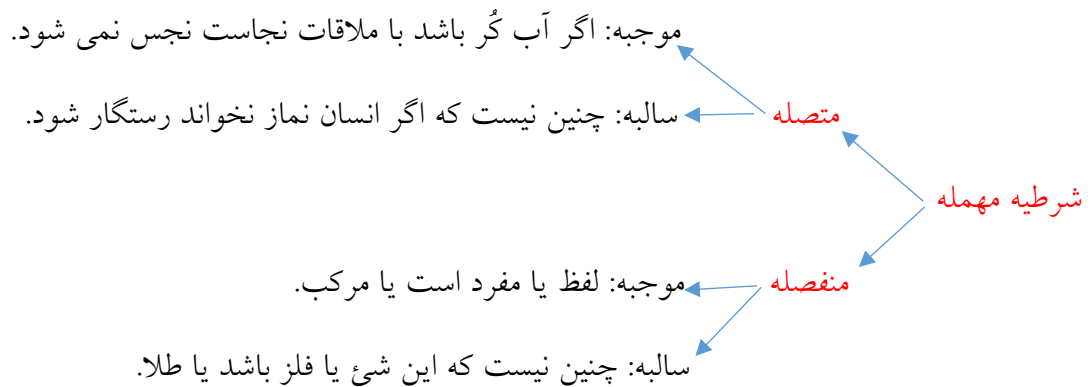 موجبه: اگر آب کُر باشد با ملاقات نجاست نجس نمی شود.
متصله
سالبه: چنین نیست که اگر انسان نماز نخواند رستگار شود.
شرطیه مهمله
منفصله
موجبه: لفظ یا مفرد است یا مرکب.
سالبه: چنین نیست که این شئ یا فلز باشد یا طلا.